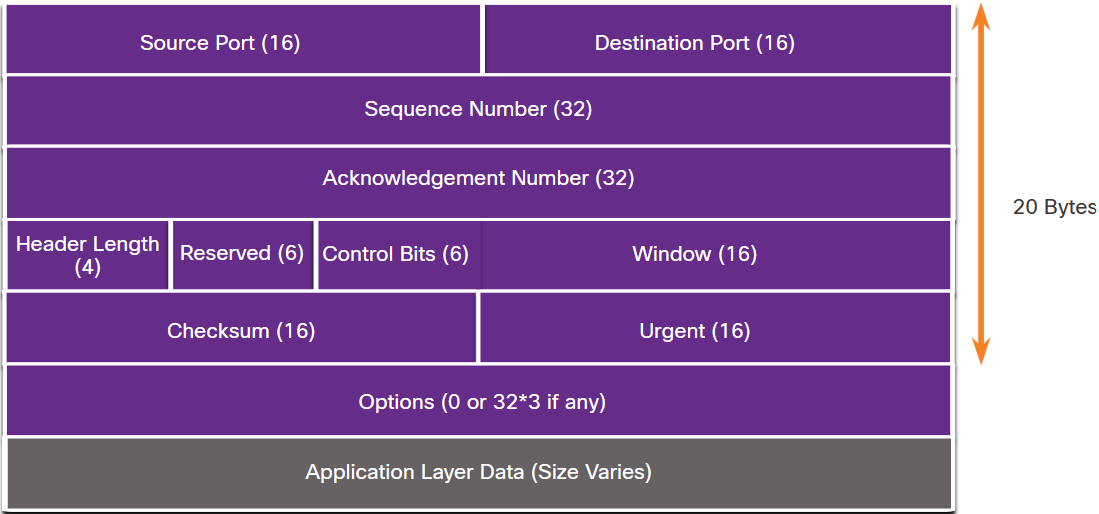 Source Port (16)
Destination Port (16)
Sequence Number (32)
Acknowledgement Number (32)
20 Bytes
Header Length
(4)
Reserved (6)
Control Bits (6)
Window (16)
Checksum (16)
Urgent (16)
Options (0 or 32*3 if any)
Application Layer Data (Size Varies)